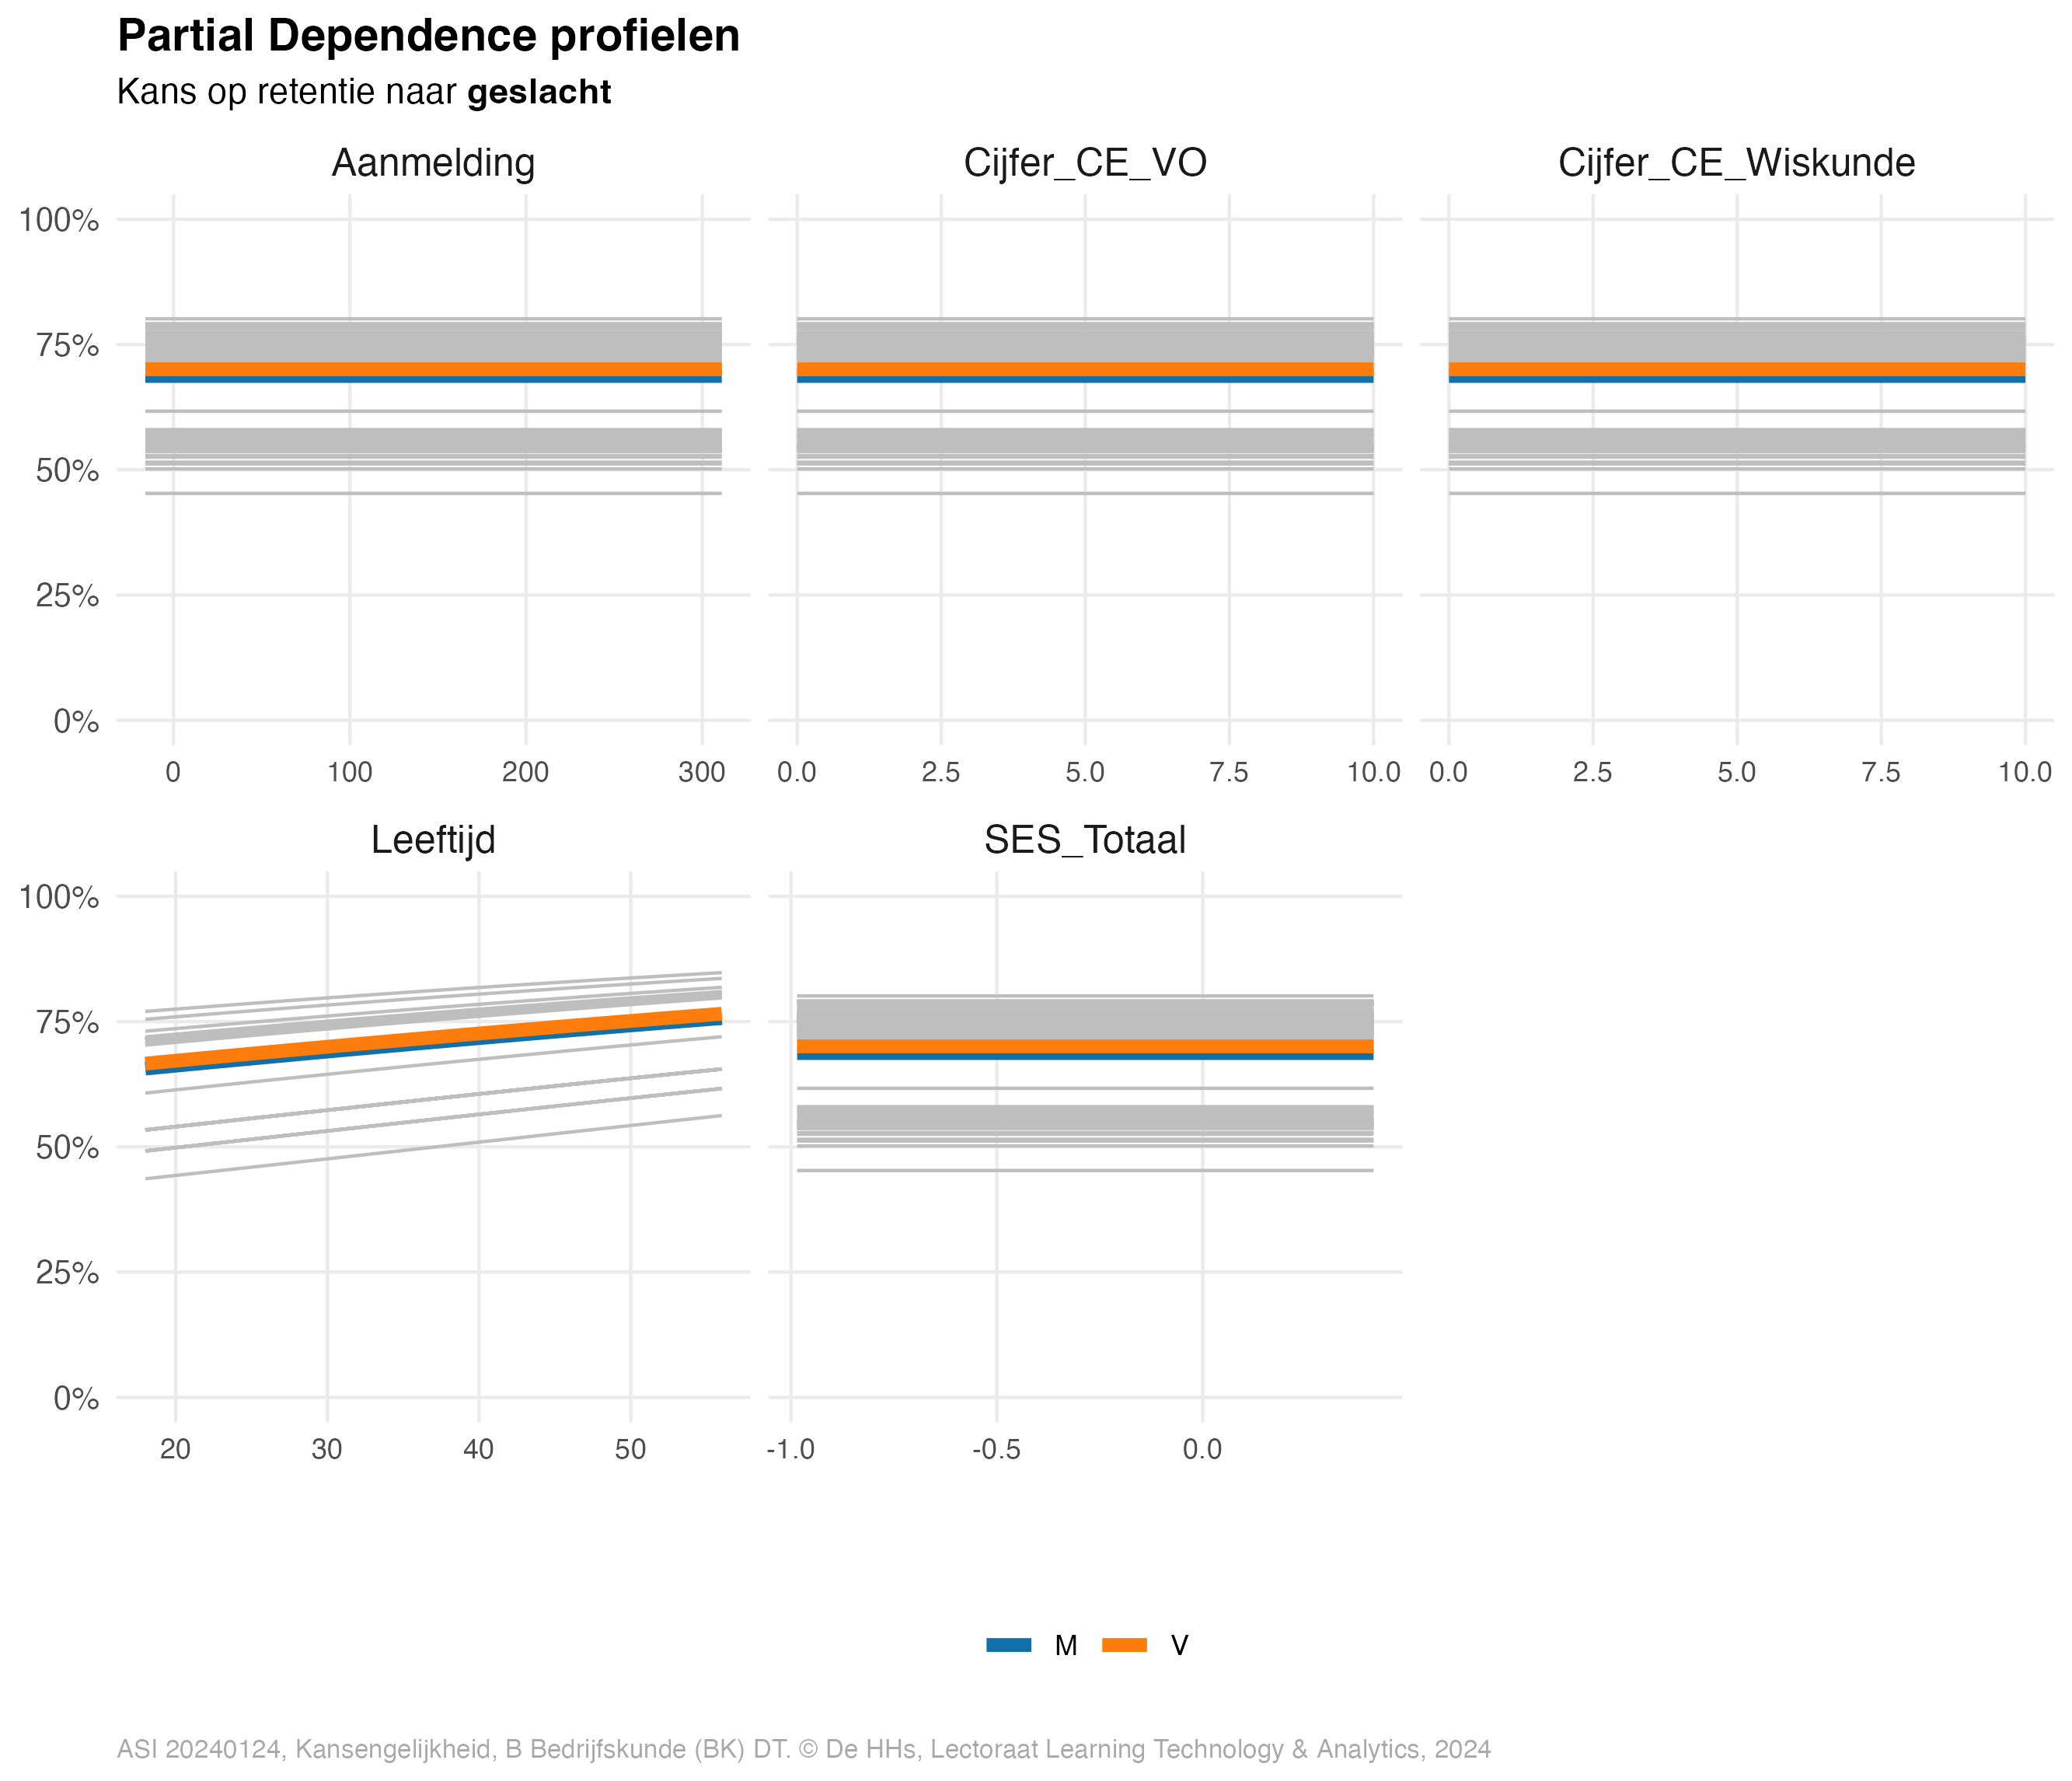 Partial Dependence profielen
Kans op retentie naar geslacht
Aanmelding
Cijfer_CE_VO
Cijfer_CE_Wiskunde
100%
75%
50%
25%
0%
0 100 200 300
0.0 2.5 5.0 7.5 10.0
0.0 2.5 5.0 7.5 10.0
Leeftijd
SES_Totaal
100%
75%
50%
25%
0%
20 30 40 50
-1.0 -0.5 0.0
M V
ASI 20240124, Kansengelijkheid, B Bedrijfskunde (BK) DT. © De HHs, Lectoraat Learning Technology & Analytics, 2024